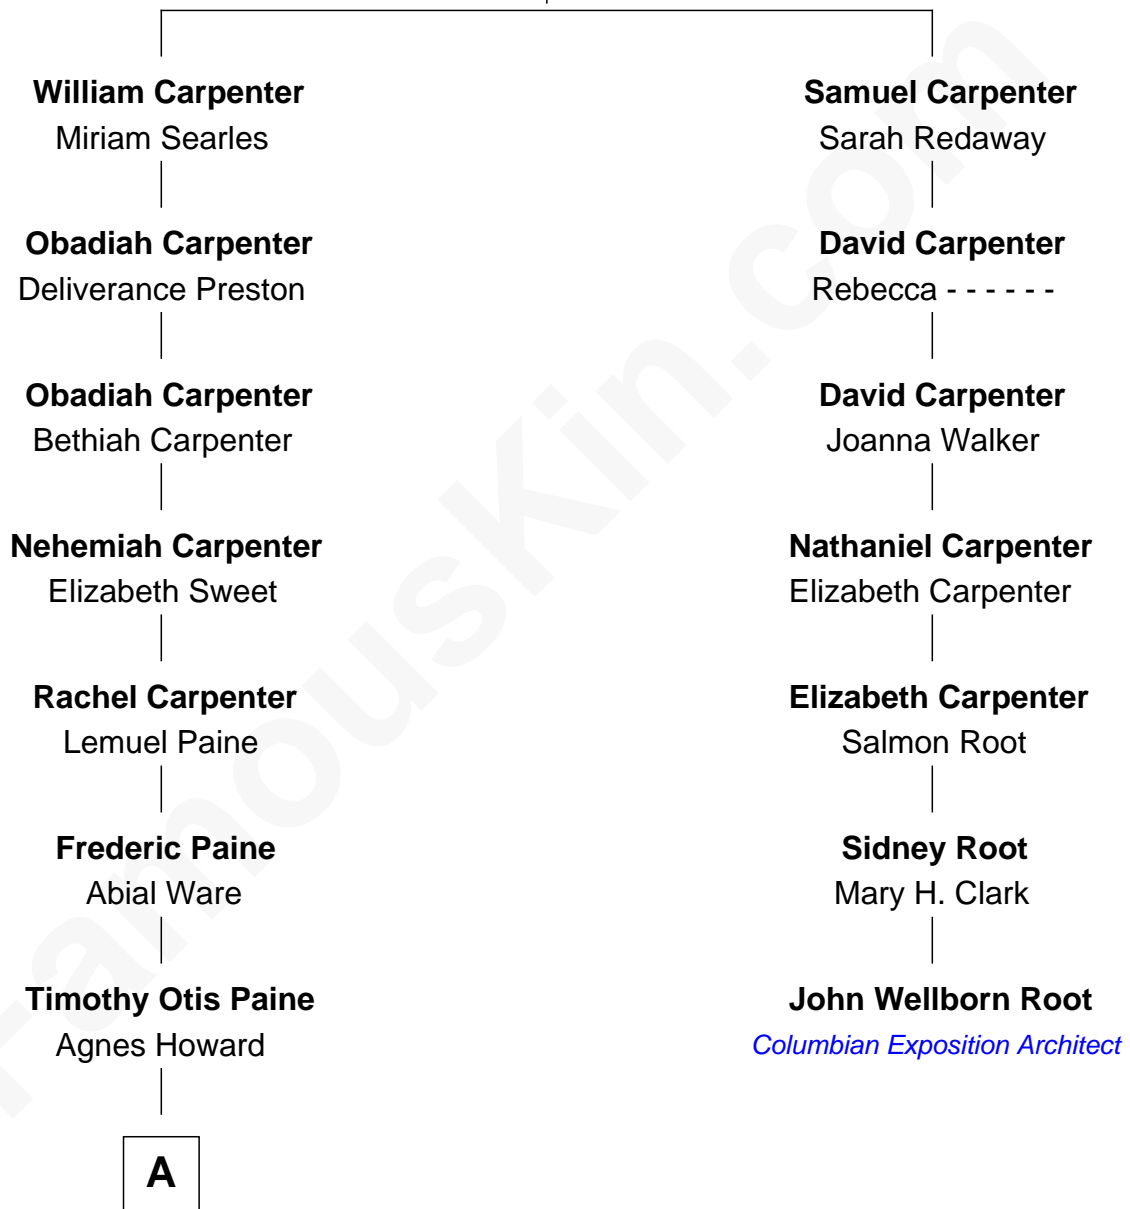 William Carpenter
Miriam Searles
Samuel Carpenter
Sarah Redaway
Obadiah Carpenter
Deliverance Preston
David Carpenter
Rebecca - - - - - -
Obadiah Carpenter
Bethiah Carpenter
David Carpenter
Joanna Walker
Nehemiah Carpenter
Elizabeth Sweet
Nathaniel Carpenter
Elizabeth Carpenter
Rachel Carpenter
Lemuel Paine
Elizabeth Carpenter
Salmon Root
Frederic Paine
Abial Ware
Sidney Root
Mary H. Clark
Timothy Otis Paine
Agnes Howard
John Wellborn Root
Columbian Exposition Architect
A
FamousKin.com